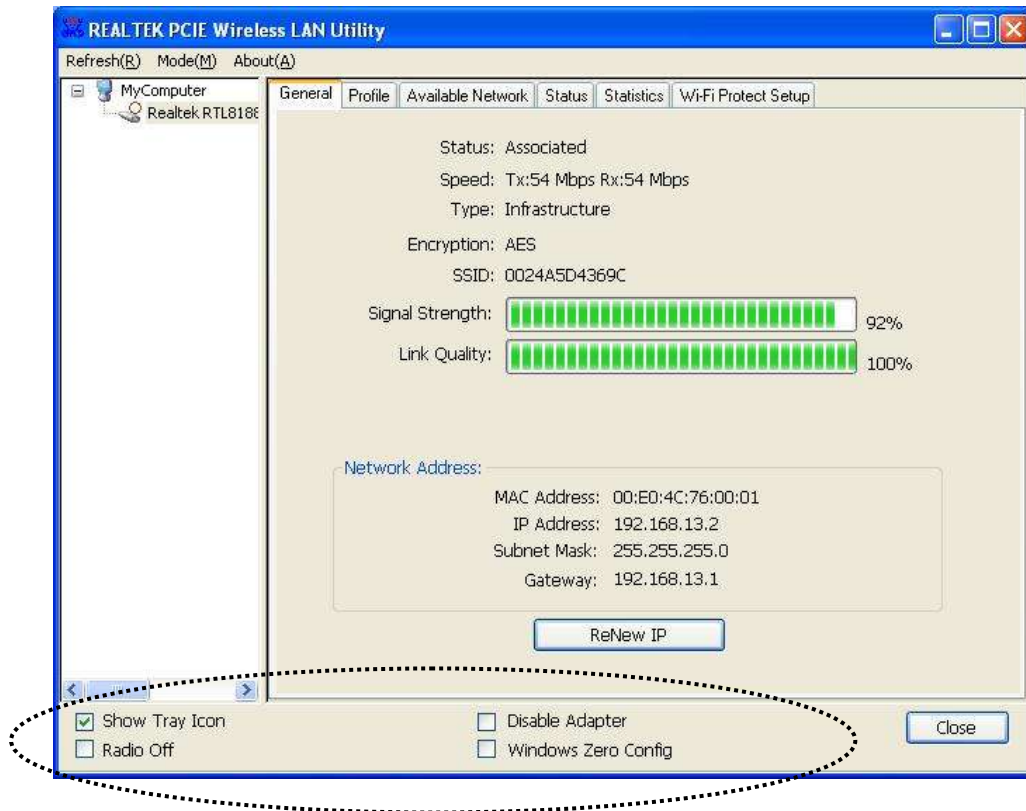 REALTEK PCIE Wireless LAN Utility
Refresh(R) Mode(M) About(A)
MyComputer
Realtek RTL8188
General Profile Available Network Status Statistics Wi-Fi Protect Setup
Status: Associated
Speed: Tx:54 Mbps Rx:54 Mbps
Type: Infrastructure
Encryption: AES
SSID: 0024A5D4369C
Signal Strength: 92%
Link Quality: 100%
Network Address:
MAC Address: 00:E0:4C:76:00:01
IP Address: 192.168.13.2
Subnet Mask: 255.255.255.0
Gateway: 192.168.13.1
ReNew IP
Show Tray Icon Disable Adapter Close
Radio Off Windows Zero Config